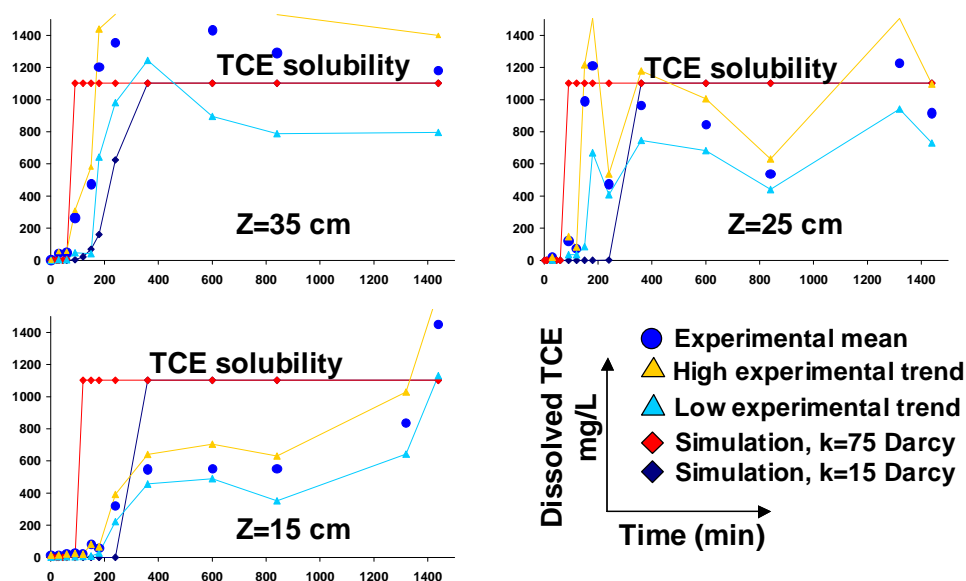 1400
1200
1000
800
600
400
200
0
TCE solubility
Z=35 cm
0 200 400 600 800 1000 1200 1400
1400
1200
1000
800
600
400
200
0
TCE solubility
Z=25 cm
0 200 400 600 800 1000 1200 1400
1400
1200
1000
800
600
400
200
0
TCE solubility
Z=15 cm
0 200 400 600 800 1000 1200 1400
Dissolved TCE
mg/L
Time (min)
Experimental mean
High experimental trend
Low experimental trend
Simulation, k=75 Darcy
Simulation, k=15 Darcy